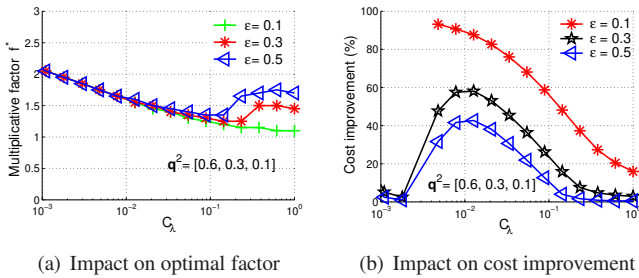 (a)
3
2.5
2
1.5
1
0.5
0
Multiplicative factor f*
ε= 0.1
ε= 0.3
ε= 0.5
q²= [0.6, 0.3, 0.1]
10⁻³ 10⁻² 10⁻¹ 10⁰
C_λ
(b)
100
80
60
40
20
0
Cost improvement (%)
ε = 0.1
ε = 0.3
ε = 0.5
q²= [0.6, 0.3, 0.1]
10⁻³ 10⁻² 10⁻¹ 10⁰
C_λ
(a) Impact on optimal factor
(b) Impact on cost improvement